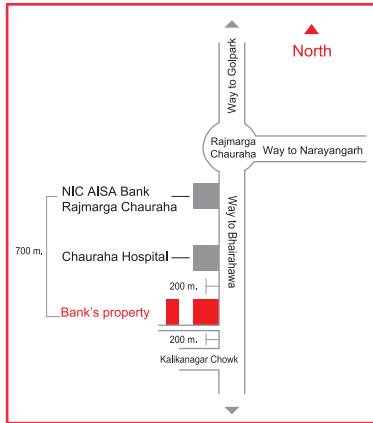 North
Way to Golpark
Rajmarga
Chauraha
Way to Narayangarh
NIC AISA Bank
Rajmarga Chauraha
Way to Bhairahawa
700 m.
Chauraha Hospital
200 m.
Bank's property
200 m.
Kalikanagar Chowk